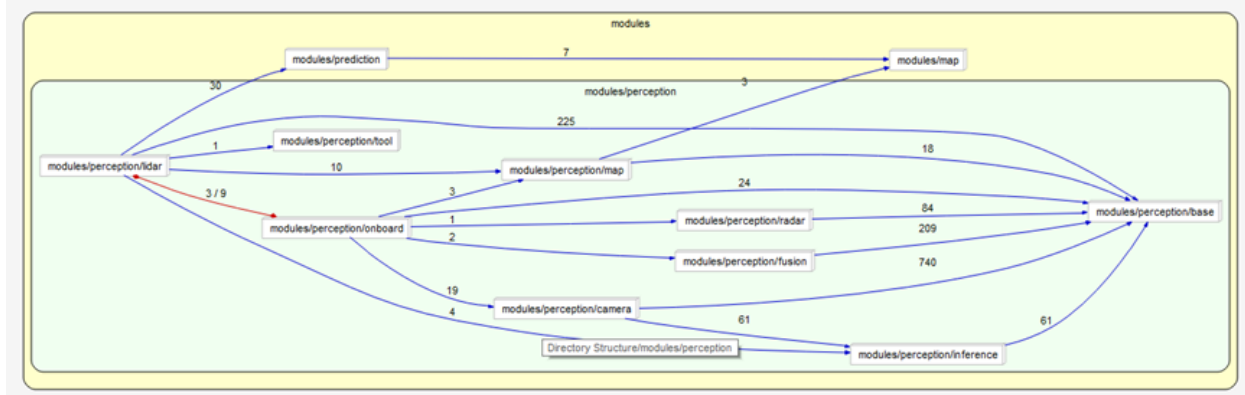 modules
modules/prediction
7
modules/map
30
3
modules/perception
225
1
modules/perception/tool
modules/perception/lidar
10
modules/perception/map
18
3 / 9
3
24
modules/perception/base
modules/perception/onboard
1
modules/perception/radar
84
2
modules/perception/fusion
209
740
19
modules/perception/camera
4
61
61
Directory Structure/modules/perception
modules/perception/inference